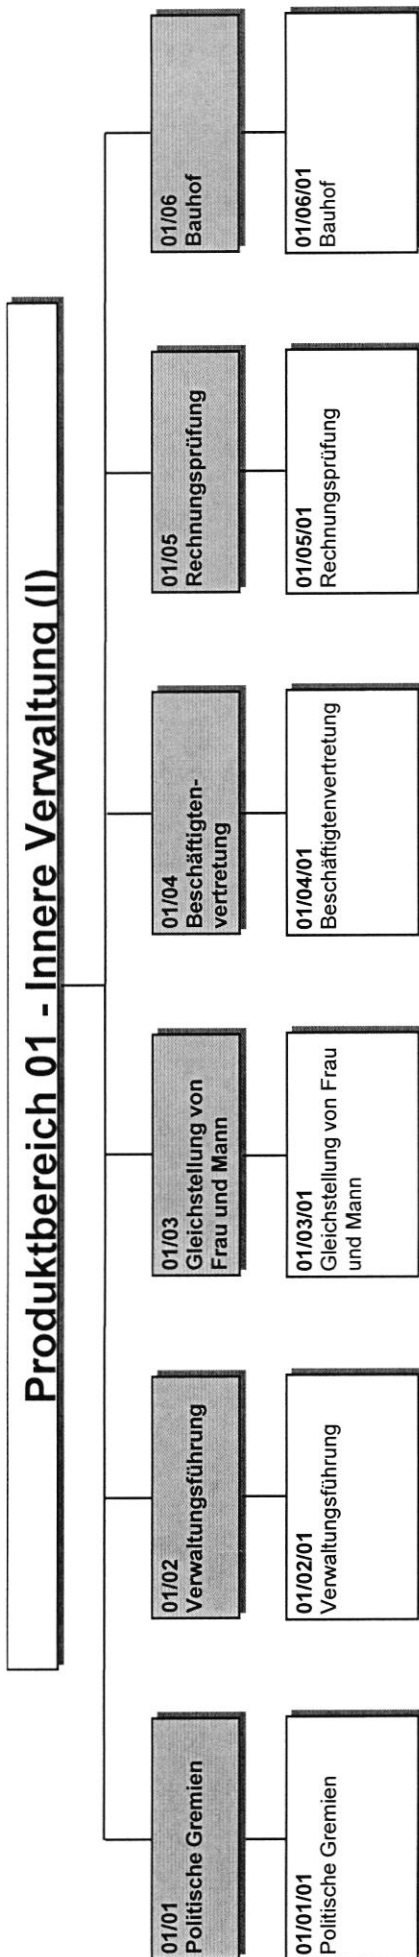 Produktbereich 01 - Innere Verwaltung (I)
01/01
Politische Gremien
01/02
Verwaltungsführung
01/03
Gleichstellung von
Frau und Mann
01/04
Beschäftigten-
vertretung
01/05
Rechnungsprüfung
01/06
Bauhof
01/01/01
Politische Gremien
01/02/01
Verwaltungsführung
01/03/01
Gleichstellung von Frau
und Mann
01/04/01
Beschäftigtenvertretung
01/05/01
Rechnungsprüfung
01/06/01
Bauhof